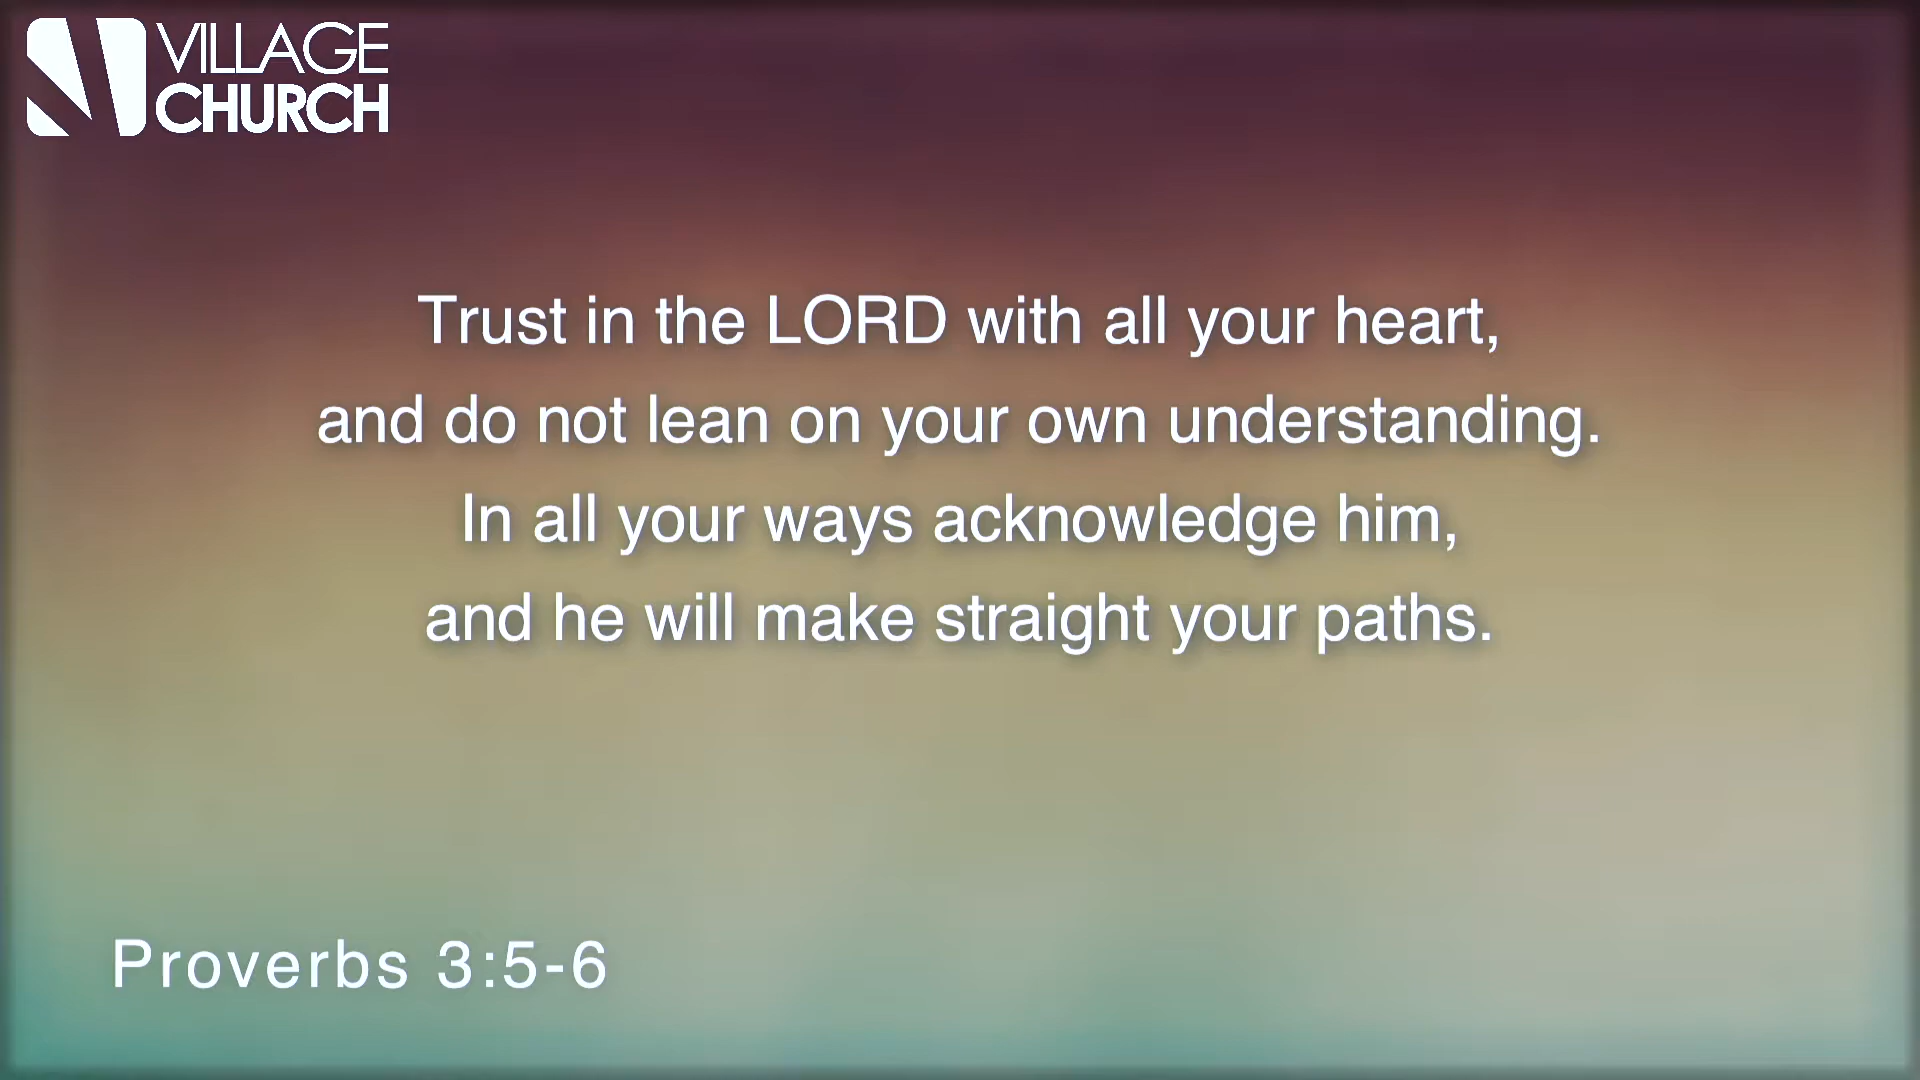 VILLAGE
CHURCH
Trust in the LORD with all your heart,
and do not lean on your own understanding.
In all your ways acknowledge him,
and he will make straight your paths.
Proverbs 3:5-6